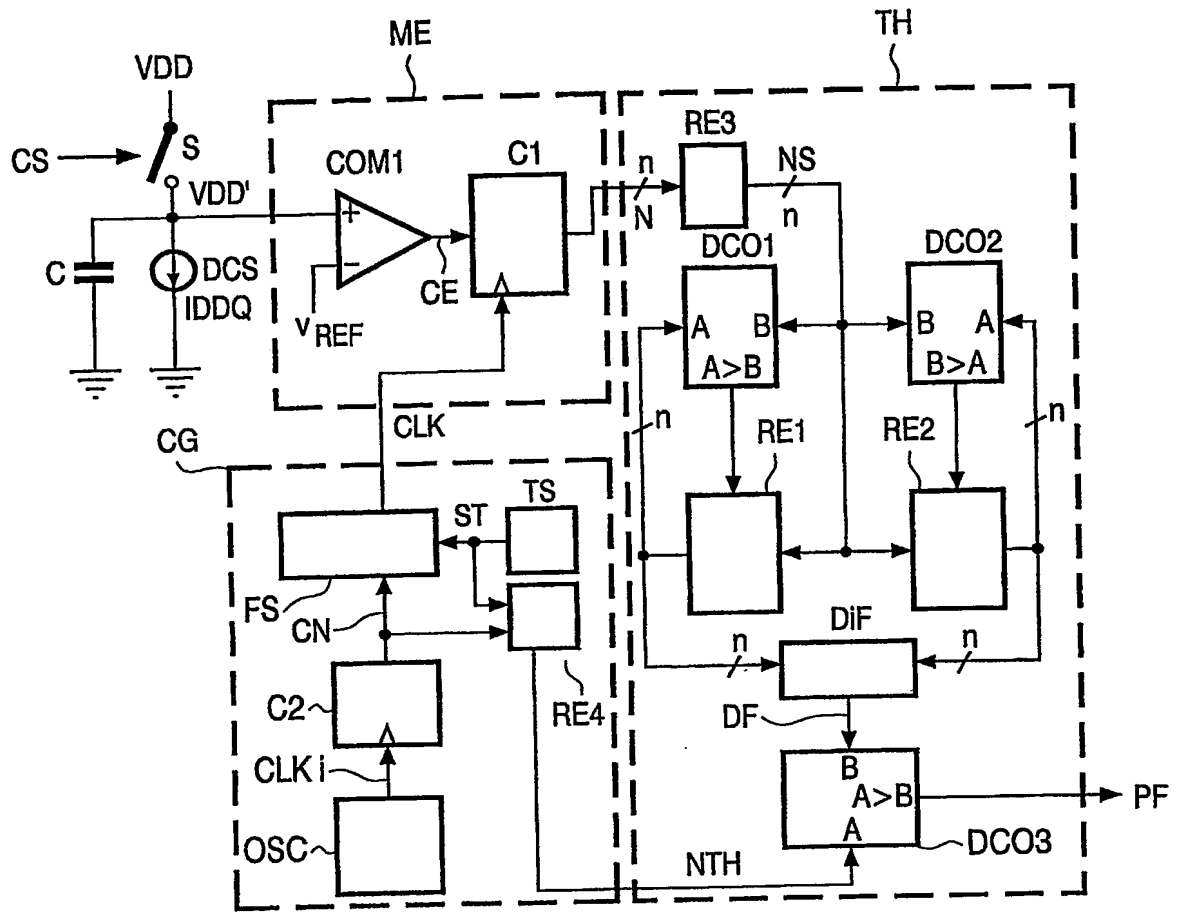 ME
TH
VDD
CS
S
VDD'
C
DCS
IDDQ
COM1
+
−
VREF
CE
C1
n
N
RE3
NS
n
DCO1
A B
A>B
DCO2
B A
B>A
n
n
RE1
RE2
CLK
CG
ST
TS
FS
CN
RE4
C2
CLK i
OSC
DiF
n
n
DF
B
A>B
A
DCO3
PF
NTH